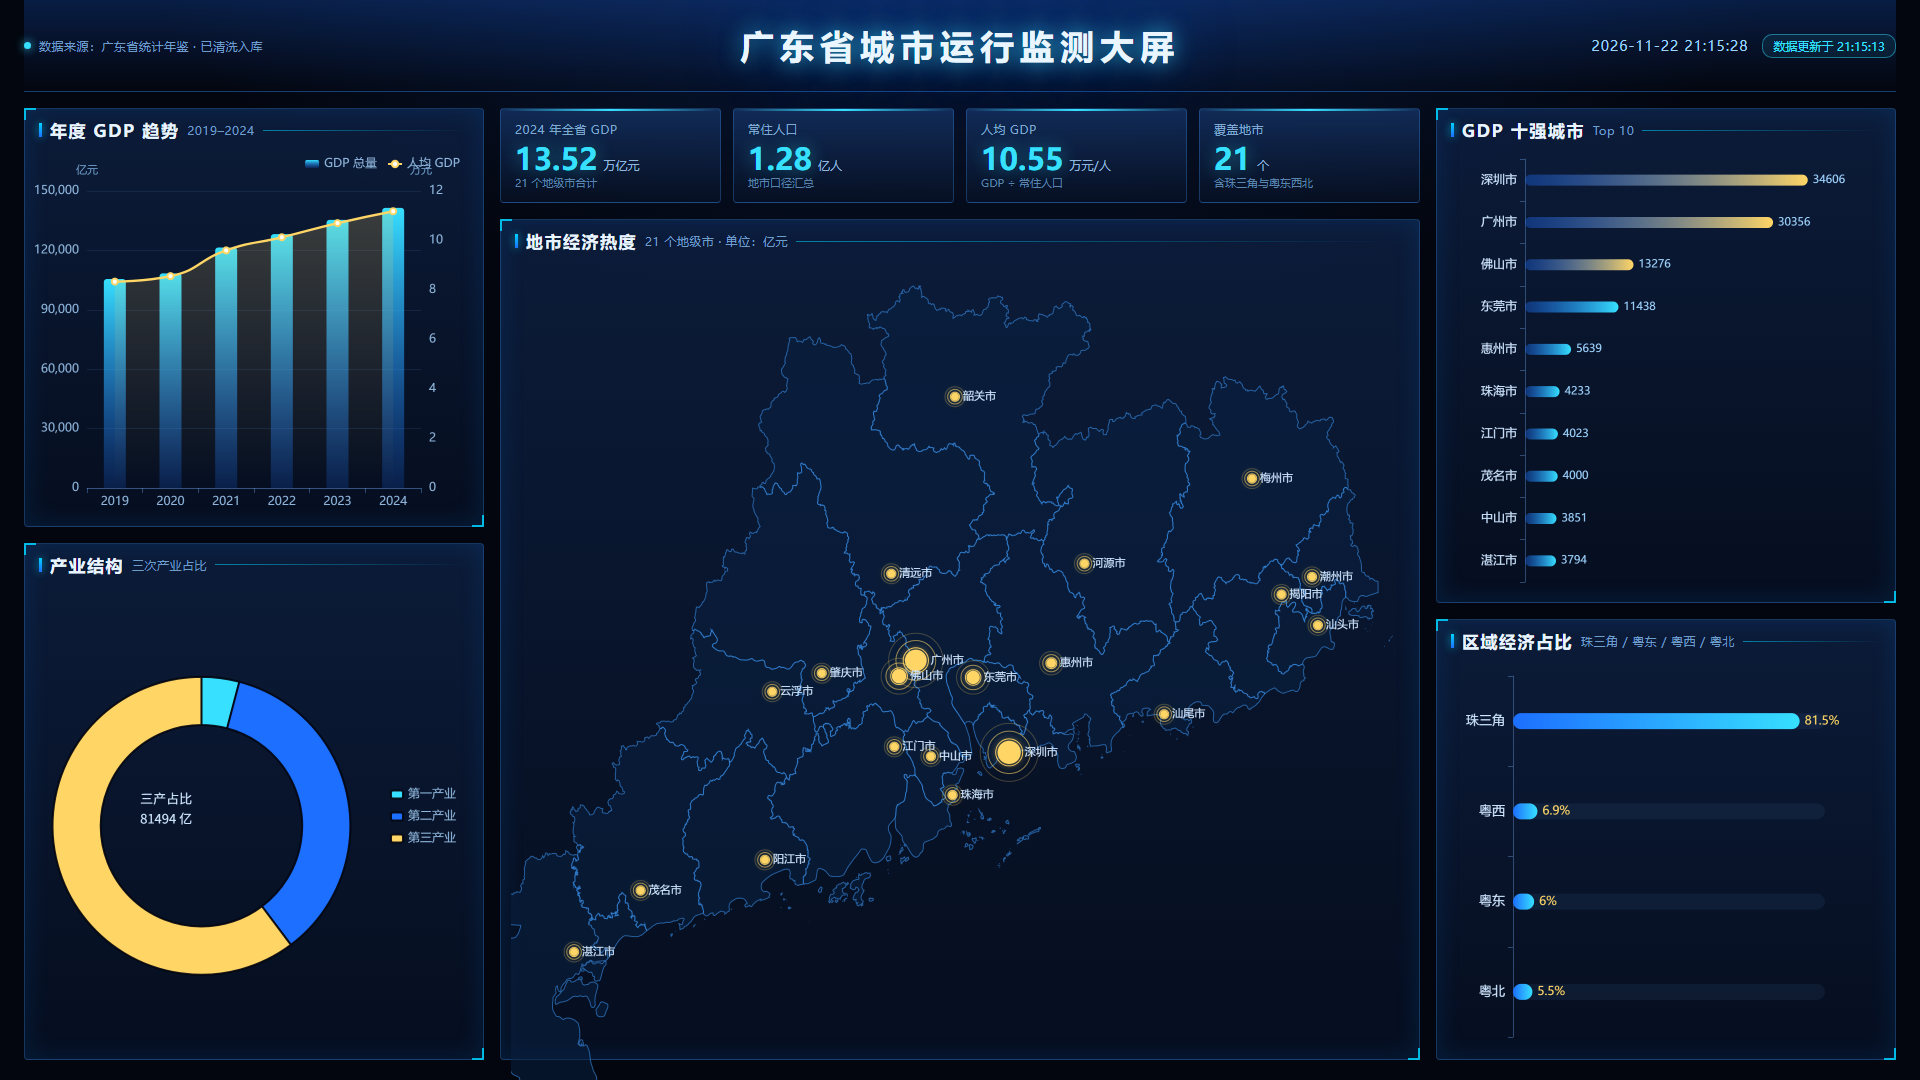 数据来源：广东省统计年鉴 · 已清洗入库
广东省城市运行监测大屏
2026-11-22 21:15:28
数据更新于 21:15:13
年度 GDP 趋势 2019–2024
GDP 总量 人均 GDP
亿元 万元
150,000 12
120,000 10
90,000 8
6
60,000 4
30,000 2
0 0
2019 2020 2021 2022 2023 2024
产业结构 三次产业占比
三产占比
81494 亿
第一产业
第二产业
第三产业
2024 年全省 GDP
13.52 万亿元
21 个地级市合计
常住人口
1.28 亿人
地市口径汇总
人均 GDP
10.55 万元/人
GDP ÷ 常住人口
覆盖地市
21 个
含珠三角与粤东西北
地市经济热度 21 个地级市 · 单位：亿元
韶关市
梅州市
河源市
清远市
潮州市
揭阳市
汕头市
广州市
惠州市
肇庆市
佛山市
东莞市
云浮市
汕尾市
江门市
中山市
深圳市
珠海市
阳江市
茂名市
湛江市
GDP 十强城市 Top 10
深圳市 34606
广州市 30356
佛山市 13276
东莞市 11438
惠州市 5639
珠海市 4233
江门市 4023
茂名市 4000
中山市 3851
湛江市 3794
区域经济占比 珠三角 / 粤东 / 粤西 / 粤北
珠三角 81.5%
粤西 6.9%
粤东 6%
粤北 5.5%